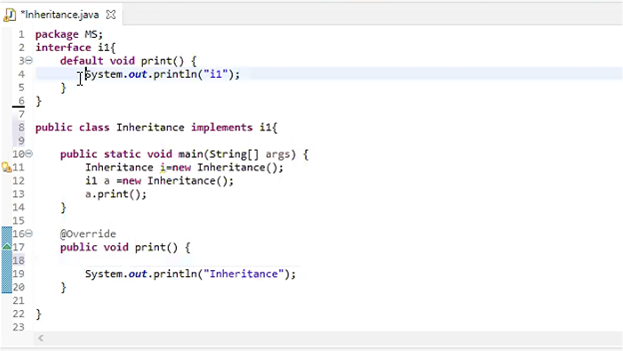 *Inheritance.java
1 package MS;
2 interface i1{
3 default void print() {
4 System.out.println("i1");
5 }
6 }
7
8 public class Inheritance implements i1{
9
10 public static void main(String[] args) {
11 Inheritance i=new Inheritance();
12 i1 a =new Inheritance();
13 a.print();
14 }
15
16 @Override
17 public void print() {
18
19 System.out.println("Inheritance");
20 }
21
22 }
23